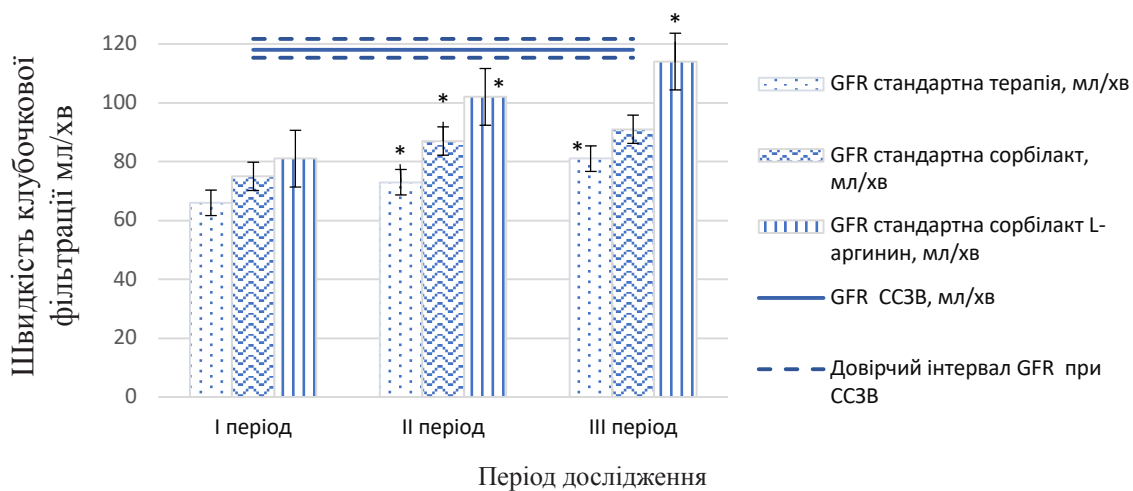 Швидкість клубочкової
фільтрації мл/хв
120
100
80
60
40
20
0
*
*
*
*
*
*
І період
ІІ період
ІІІ період
Період дослідження
GFR стандартна терапія, мл/хв
GFR стандартна сорбілакт,
мл/хв
GFR стандартна сорбілакт L-
аргинин, мл/хв
GFR ССЗВ, мл/хв
Довірчий інтервал GFR при
ССЗВ